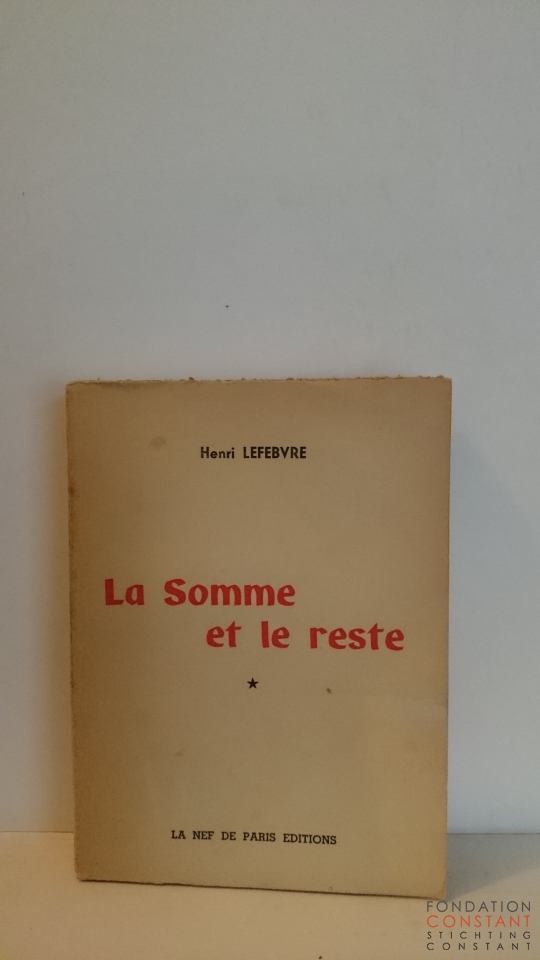 Henri LEFEBVRE
La Somme
et le reste
★
LA NEF DE PARIS EDITIONS
FONDATION
CONSTANT
STICHTING
CONSTANT